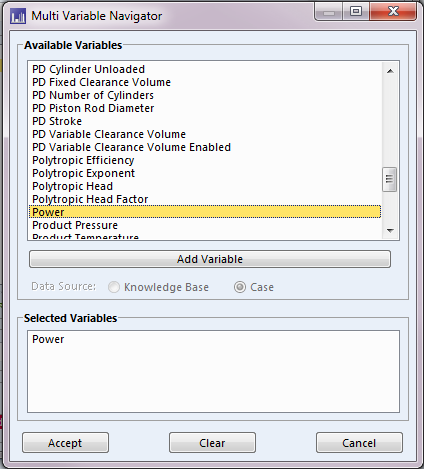 Multi Variable Navigator
Available Variables
PD Cylinder Unloaded
PD Fixed Clearance Volume
PD Number of Cylinders
PD Piston Rod Diameter
PD Stroke
PD Variable Clearance Volume
PD Variable Clearance Volume Enabled
Polytropic Efficiency
Polytropic Exponent
Polytropic Head
Polytropic Head Factor
Power
Product Pressure
Product Temperature
Add Variable
Data Source: Knowledge Base Case
Selected Variables
Power
Accept Clear Cancel